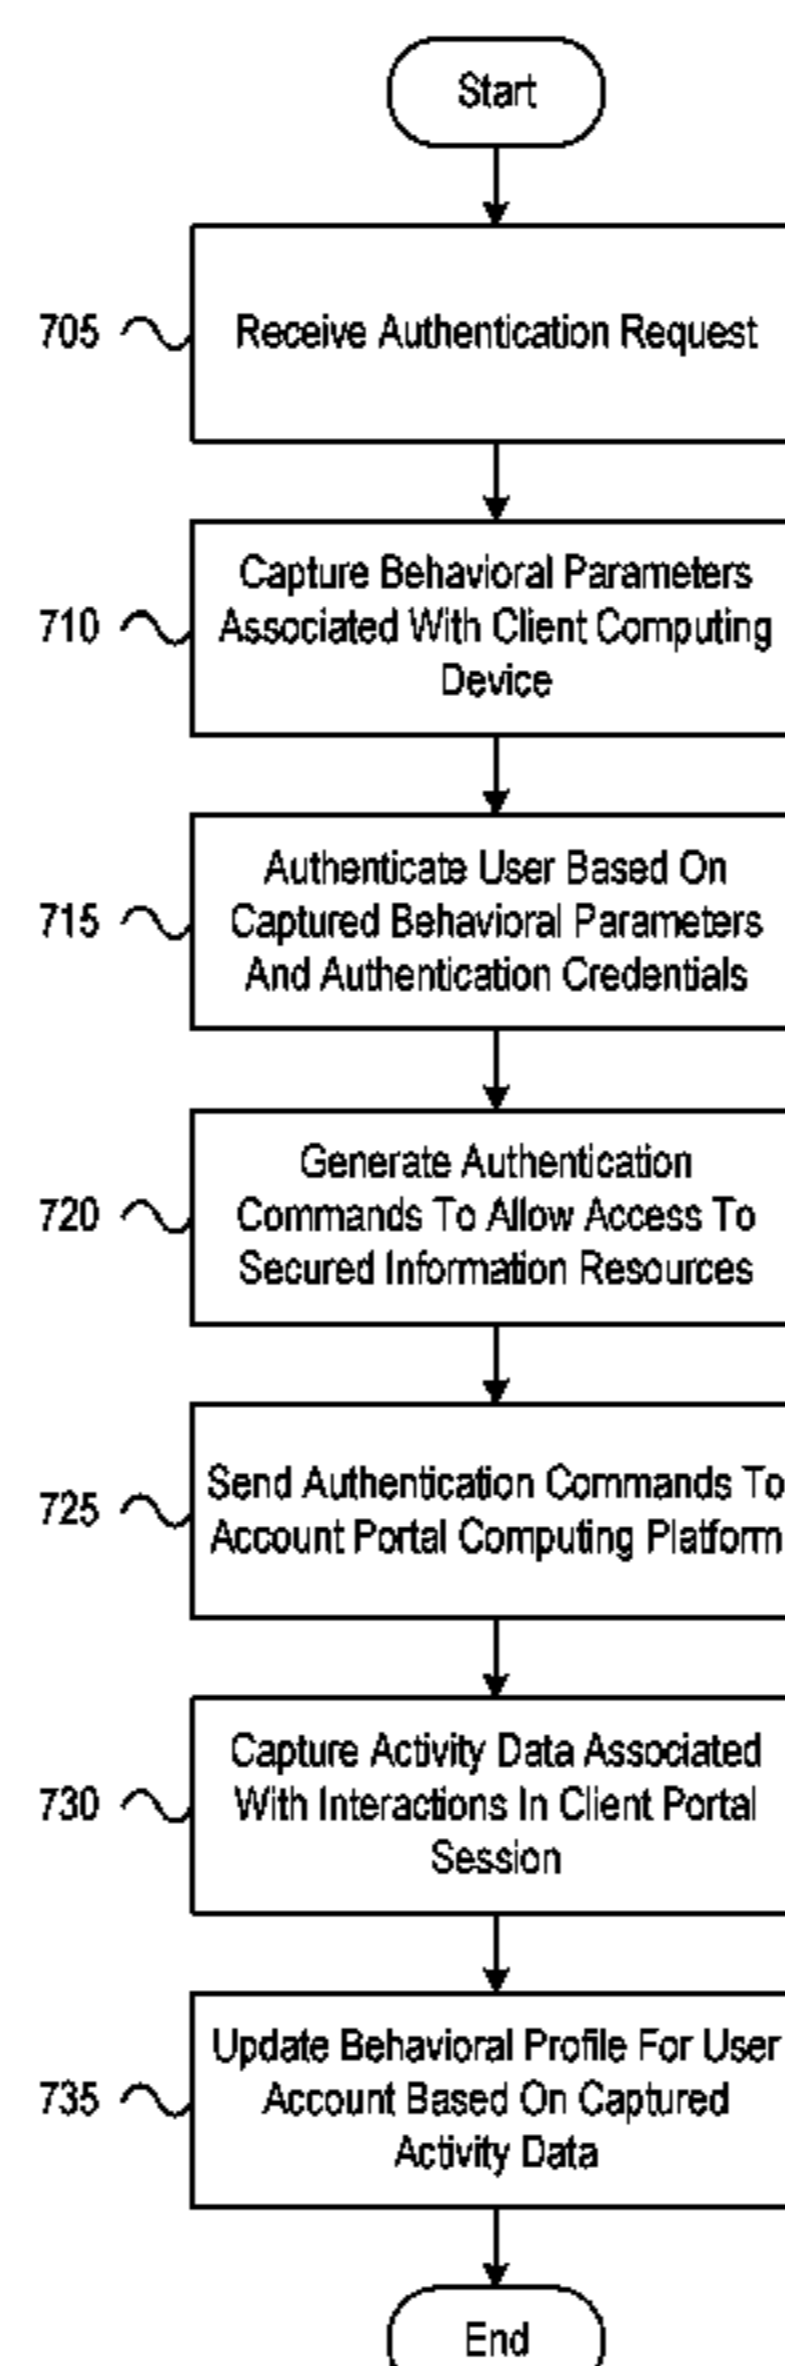 Start
705
Receive Authentication Request
710
Capture Behavioral Parameters
Associated With Client Computing
Device
715
Authenticate User Based On
Captured Behavioral Parameters
And Authentication Credentials
720
Generate Authentication
Commands To Allow Access To
Secured Information Resources
725
Send Authentication Commands To
Account Portal Computing Platform
730
Capture Activity Data Associated
With Interactions In Client Portal
Session
735
Update Behavioral Profile For User
Account Based On Captured
Activity Data
End